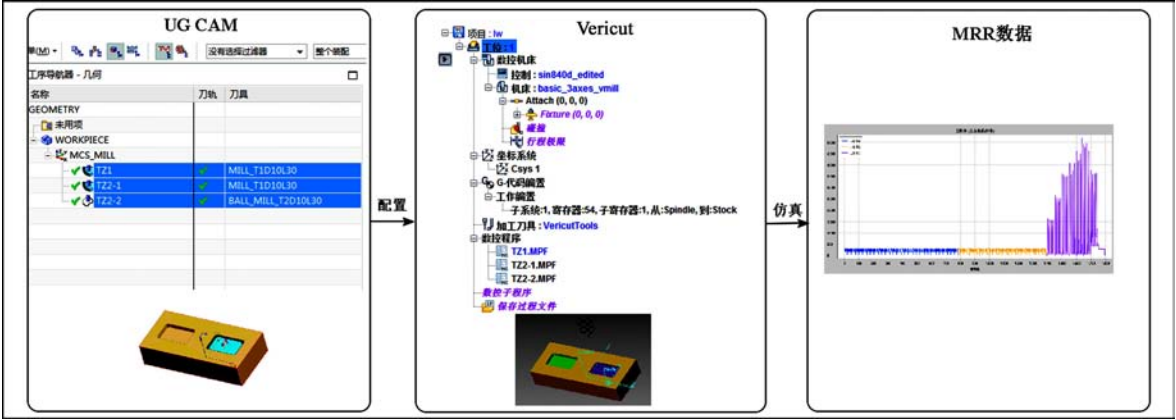 UG CAM
单(M)
没有选择过滤器
整个装配
工序导航器 - 几何
名称
刀轨
刀具
GEOMETRY
未用项
WORKPIECE
MCS_MILL
TZ1
MILL_T1D10L30
TZ2-1
MILL_T1D10L30
TZ2-2
BALL_MILL_T2D10L30
配置
Vericut
项目 : lw
工位 : 1
数控机床
控制 : sin840d_edited
机床 : basic_3axes_vmill
Attach (0, 0, 0)
Fixture (0, 0, 0)
碰撞
行程极限
坐标系统
Csys 1
G-代码偏置
工作偏置
子系统:1, 寄存器:54, 子寄存器:1, 从:Spindle, 到:Stock
加工刀具 : VericutTools
数控程序
TZ1.MPF
TZ2-1.MPF
TZ2-2.MPF
数控子程序
保存过程文件
仿真
MRR数据